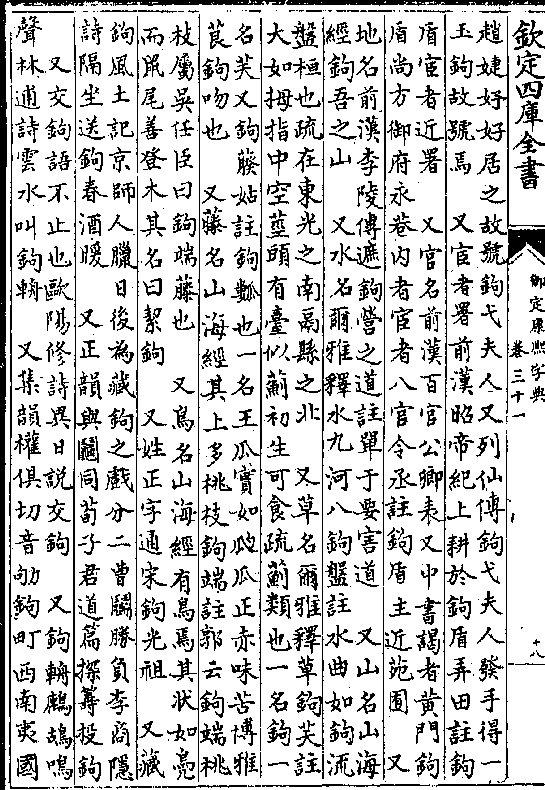 欽定四庫全書
御定康熙字典
卷三十一
十八
趙婕妤好居之故號鉤弋夫人又列仙傳鉤弋夫人發手得一
玉鉤故號焉　又宦者署前漢昭帝紀上耕於鉤盾弄田註鉤
盾宦者近署　又官名前漢百官公卿表又中書謁者黃門鉤
盾尚方御府永巷内者宦者八官令丞註鉤盾主近苑囿　又
地名前漢李陵傳遮鉤營之道註單于要害道　又山名山海
經鉤吾之山　又水名爾雅釋水九河八鉤盤註水曲如鉤流
盤桓也疏在東光之南鬲縣之北　又草名爾雅釋草鉤芺註
大如拇指中空莖頭有臺似薊初生可食疏薊類也一名鉤一
名芺又鉤藈姑註鉤㼎也一名王瓜實如瓝瓜正赤味苦博雅
莨鉤吻也　又藤名山海經其上多桃枝鉤端註郭云鉤端桃
枝屬吳任臣曰鉤端藤也　又鳥名山海經有鳥焉其狀如鳧
而鼠尾善登木其名曰絜鉤　又姓正字通宋鉤光祖　又藏
鉤風土記京師人臘日後為藏鉤之戲分二曹鬭勝負李商隱
詩隔坐送鉤春酒暖　又正韻與鬮同荀子君道篇探籌投鉤
又交鉤語不止也歐陽修詩異日説交鉤　又鉤輈鷓鴣鳴
聲林逋詩雲水叫鉤輈　又集韻權俱切音劬鉤町西南夷國